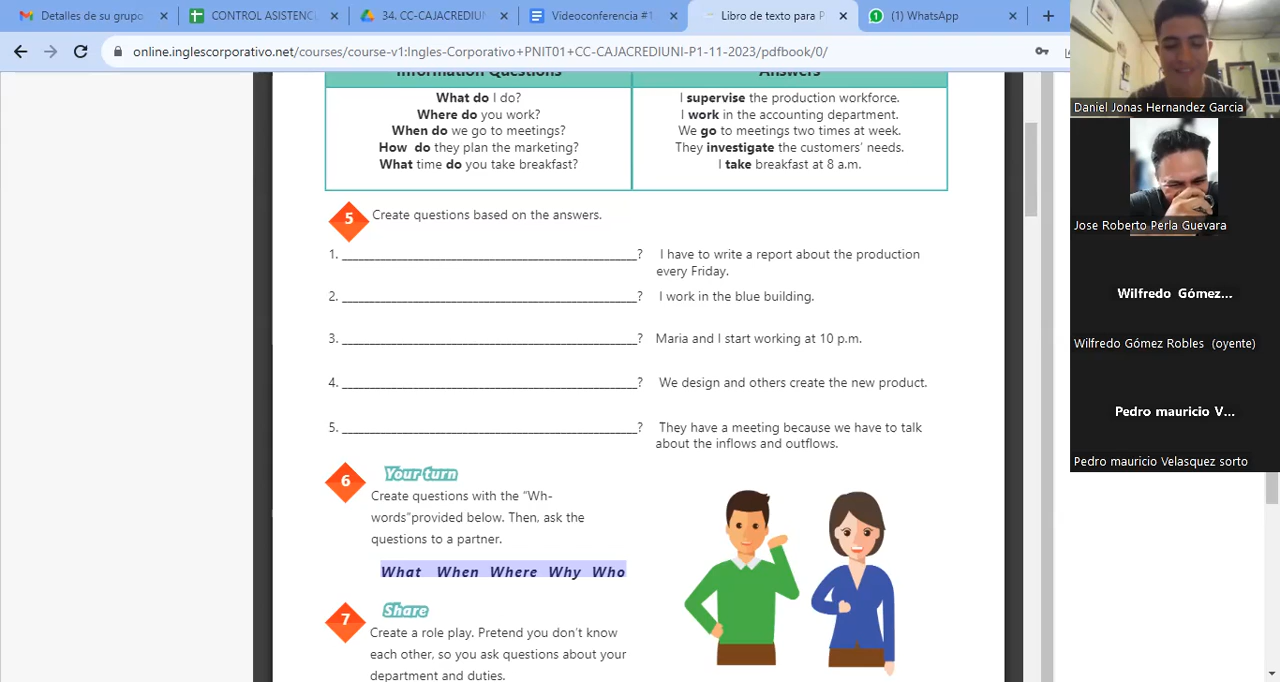 Detalles de su grupo
CONTROL ASISTENC
34. CC-CAJACREDIUN
Videoconferencia #1
Libro de texto para P
(1) WhatsApp
online.inglescorporativo.net/courses/course-v1:Ingles-Corporativo+PNIT01+CC-CAJACREDIUNI-P1-11-2023/pdfbook/0/
Information Questions Answers
What do I do? I supervise the production workforce.
Where do you work? I work in the accounting department.
When do we go to meetings? We go to meetings two times at week.
How do they plan the marketing? They investigate the customers' needs.
What time do you take breakfast? I take breakfast at 8 a.m.
5 Create questions based on the answers.
1. ____________________________________________? I have to write a report about the production
every Friday.
2. ____________________________________________? I work in the blue building.
3. ____________________________________________? Maria and I start working at 10 p.m.
4. ____________________________________________? We design and others create the new product.
5. ____________________________________________? They have a meeting because we have to talk
about the inflows and outflows.
6 Your turn
Create questions with the "Wh-
words"provided below. Then, ask the
questions to a partner.
What When Where Why Who
7 Share
Create a role play. Pretend you don't know
each other, so you ask questions about your
department and duties.
Daniel Jonas Hernandez Garcia
Jose Roberto Perla Guevara
Wilfredo Gómez...
Wilfredo Gómez Robles (oyente)
Pedro mauricio V...
Pedro mauricio Velasquez sorto